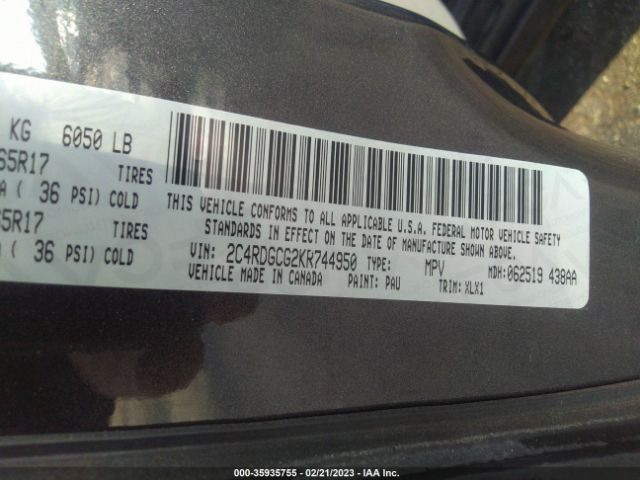 KG 6050 LB
65R17 TIRES
A ( 36 PSI) COLD
65R17 TIRES
( 36 PSI) COLD
THIS VEHICLE CONFORMS TO ALL APPLICABLE U.S.A. FEDERAL MOTOR VEHICLE SAFETY
STANDARDS IN EFFECT ON THE DATE OF MANUFACTURE SHOWN ABOVE.
VIN: 2C4RDGCG2KR744950 TYPE: MPV MDH:062519 438AA
VEHICLE MADE IN CANADA PAINT: PAU TRIM: XLX1
000-35935755 — 02/21/2023 — IAA Inc.